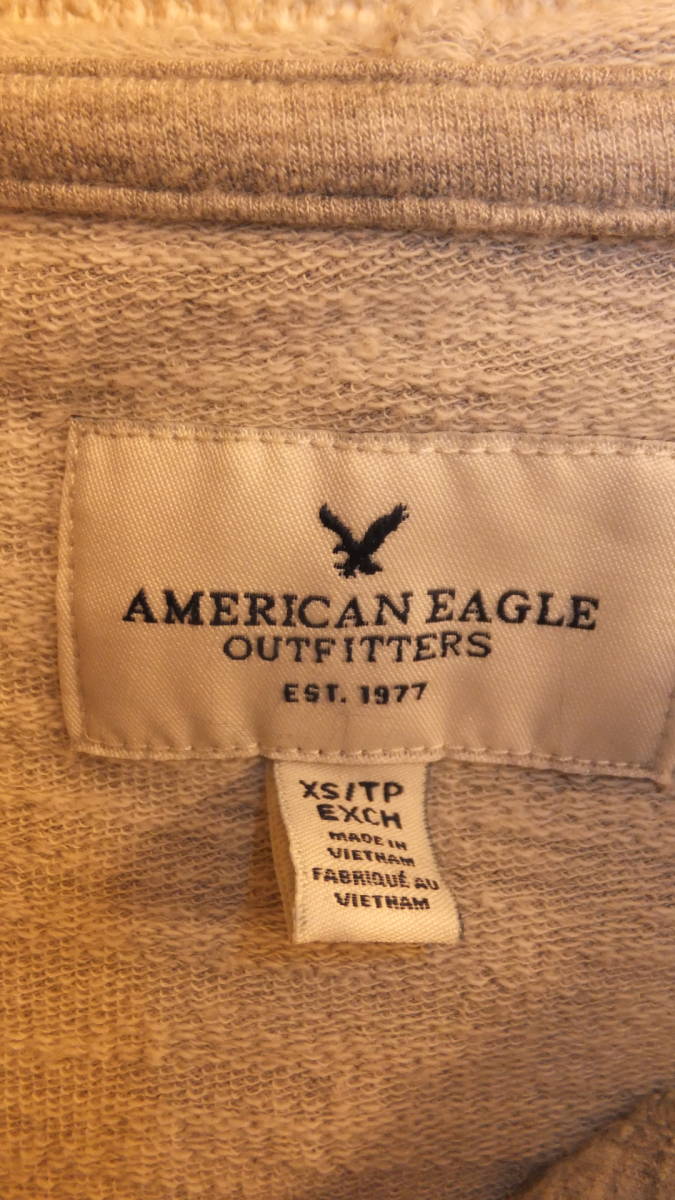 AMERICAN EAGLE
OUTFITTERS
EST. 1977
XS/TP
EXCH
MADE IN
VIETNAM
FABRIQUÉ AU
VIETNAM